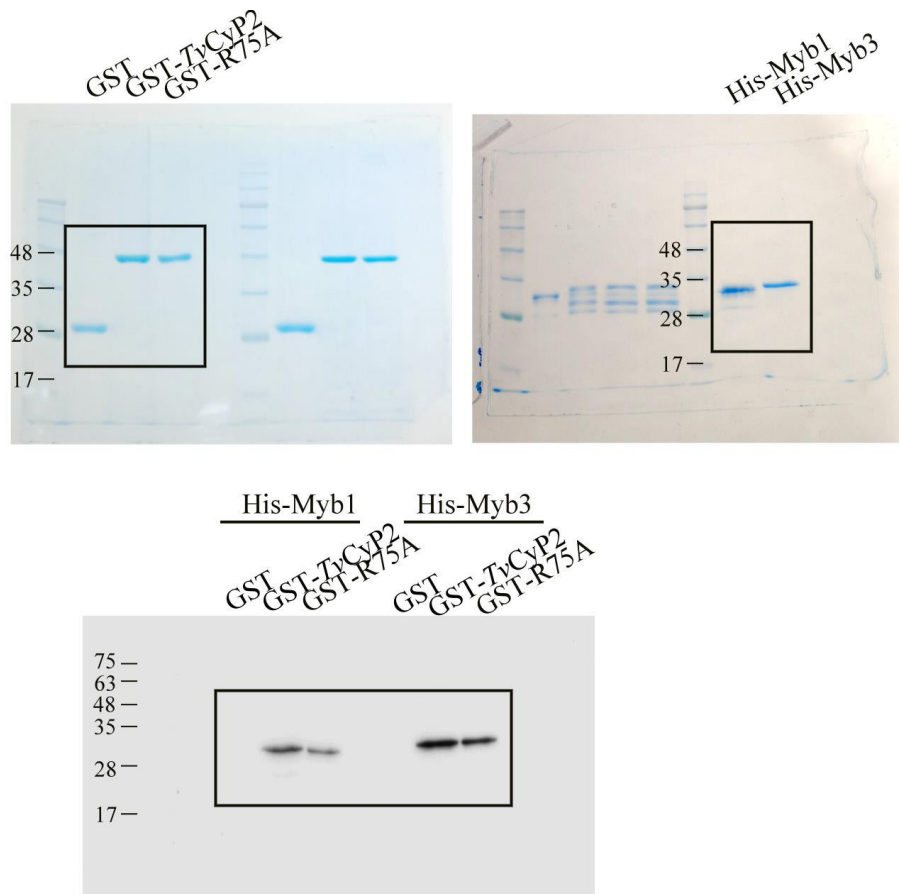 GST
GST-TvCyP2
GST-R75A
48
35
28
17
His-Myb1
His-Myb3
48
35
28
17
His-Myb1
His-Myb3
GST
GST-TvCyP2
GST-R75A
GST
GST-TvCyP2
GST-R75A
75
63
48
35
28
17